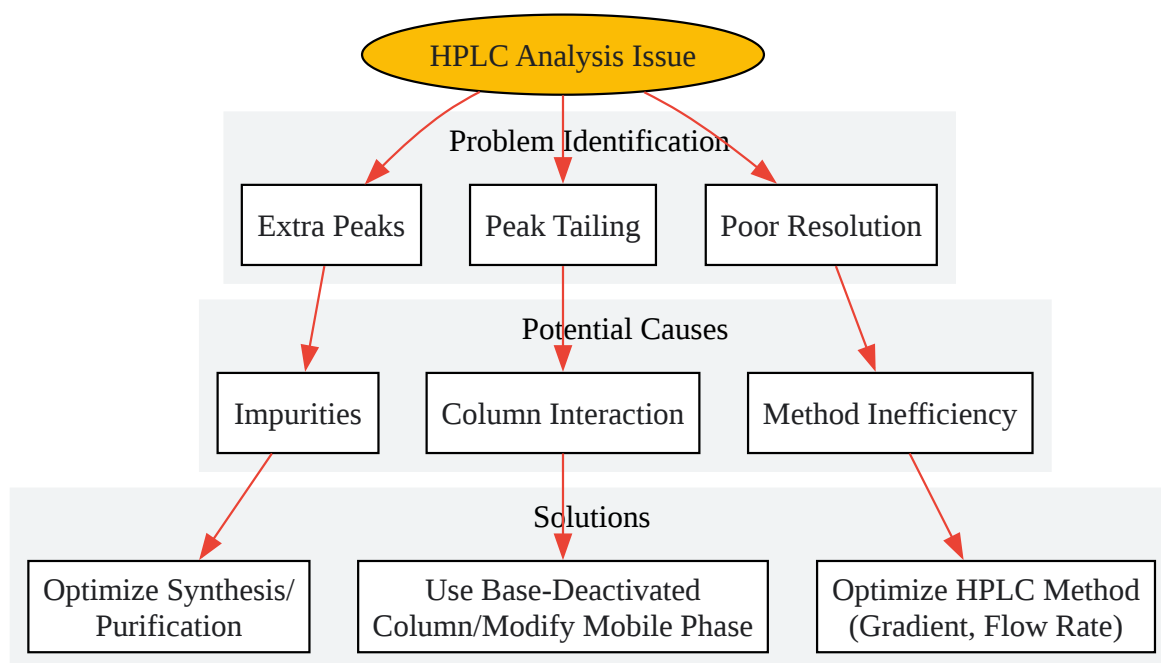 HPLC Analysis Issue
Problem Identification
Extra Peaks
Peak Tailing
Poor Resolution
Potential Causes
Impurities
Column Interaction
Method Inefficiency
Solutions
Optimize Synthesis/
Purification
Use Base-Deactivated
Column/Modify Mobile Phase
Optimize HPLC Method
(Gradient, Flow Rate)